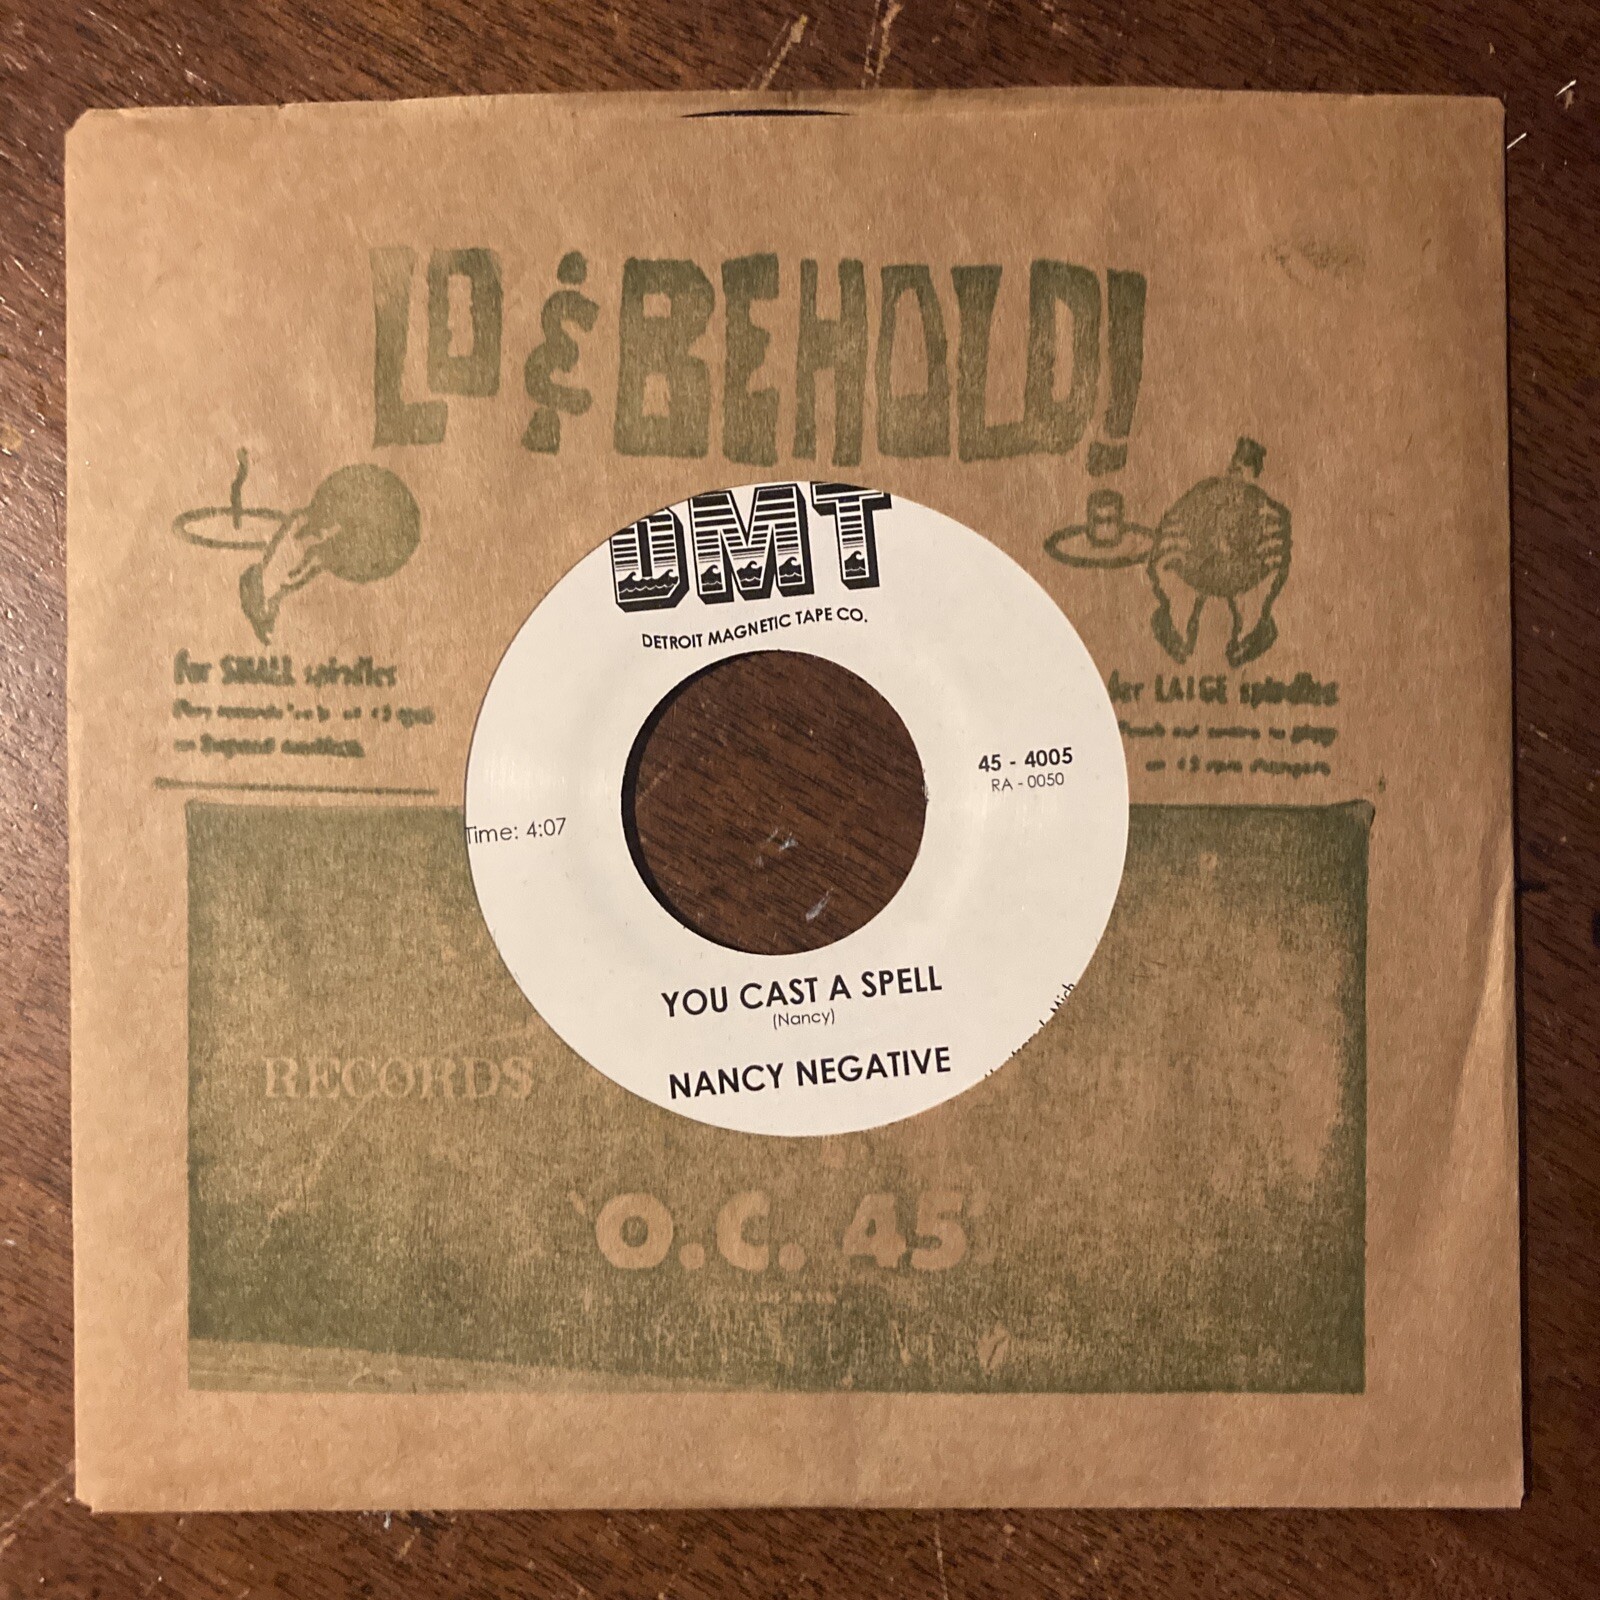 LO & BEHOLD!
DMT
DETROIT MAGNETIC TAPE CO.
for SMALL spindles
for LARGE spindles
45 - 4005
RA - 0050
Time: 4:07
YOU CAST A SPELL
(Nancy)
NANCY NEGATIVE
Mich
RECORDS
'O.C. 45'